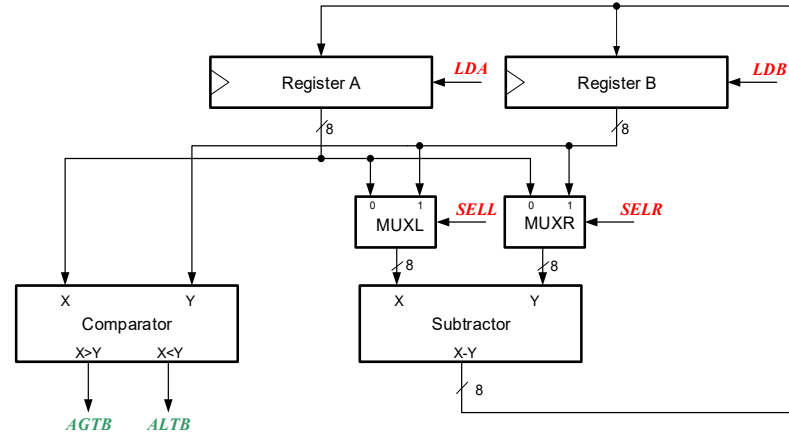 Register A
LDA
Register B
LDB
8
8
0 1
SELL
0 1
SELR
MUXL
MUXR
8
8
X Y
X Y
Comparator
Subtractor
X>Y X<Y
X-Y
8
AGTB ALTB